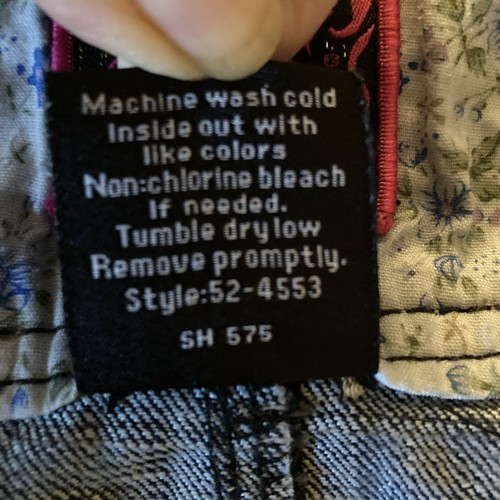 Machine wash cold
Inside out with
like colors
Non:chlorine bleach
If needed.
Tumble dry low
Remove promptly.
Style:52-4553
SH 575